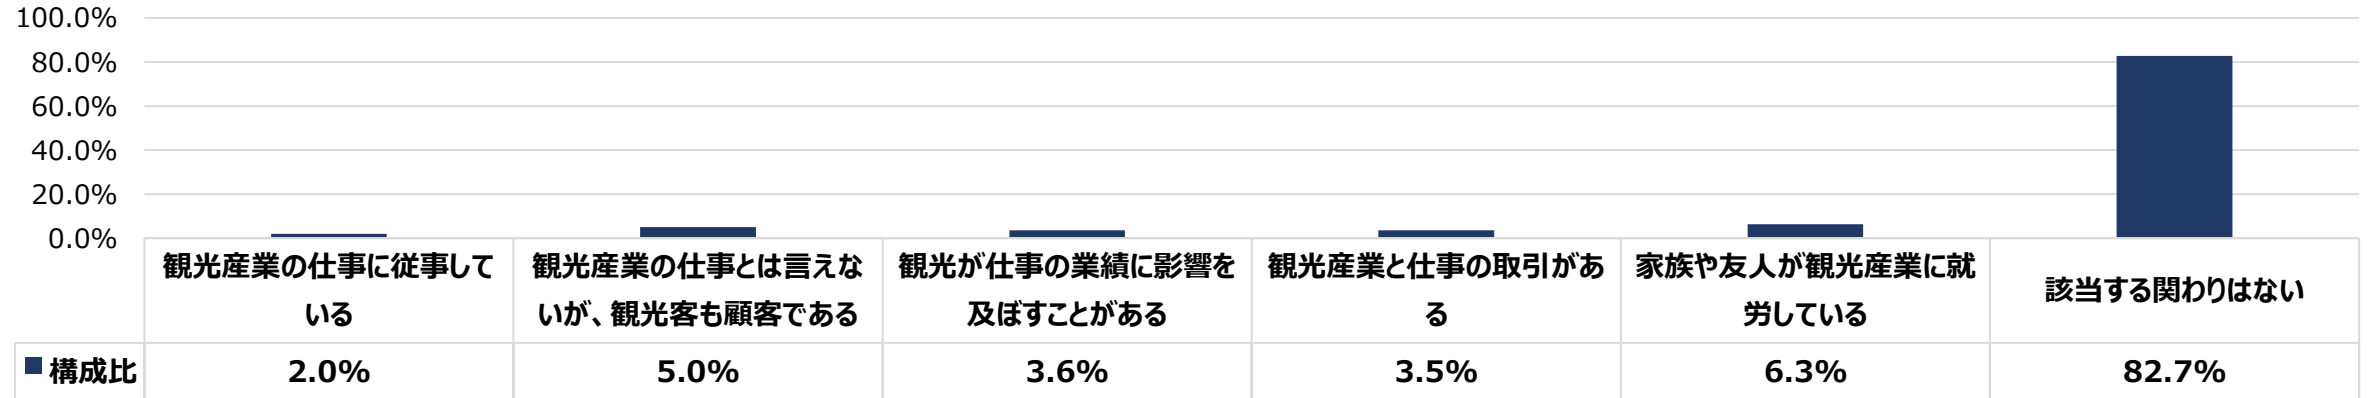 100.0%
80.0%
60.0%
40.0%
20.0%
0.0%
観光産業の仕事に従事して
いる
観光産業の仕事とは言えな
いが、観光客も顧客である
観光が仕事の業績に影響を
及ぼすことがある
観光産業と仕事の取引があ
る
家族や友人が観光産業に就
労している
該当する関わりはない
構成比 2.0% 5.0% 3.6% 3.5% 6.3% 82.7%